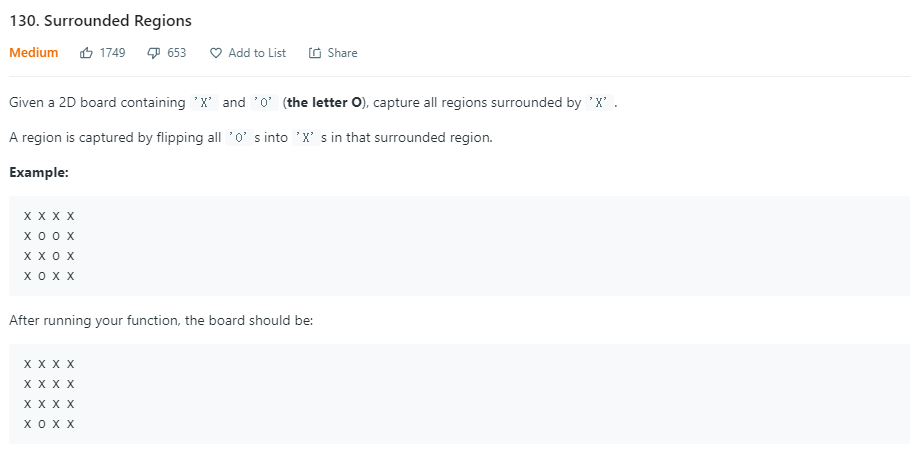 130. Surrounded Regions
Medium 1749 653 Add to List Share
Given a 2D board containing 'X' and 'O' (the letter O), capture all regions surrounded by 'X' .
A region is captured by flipping all 'O' s into 'X' s in that surrounded region.
Example:
X X X X
X O O X
X X O X
X O X X
After running your function, the board should be:
X X X X
X X X X
X X X X
X O X X